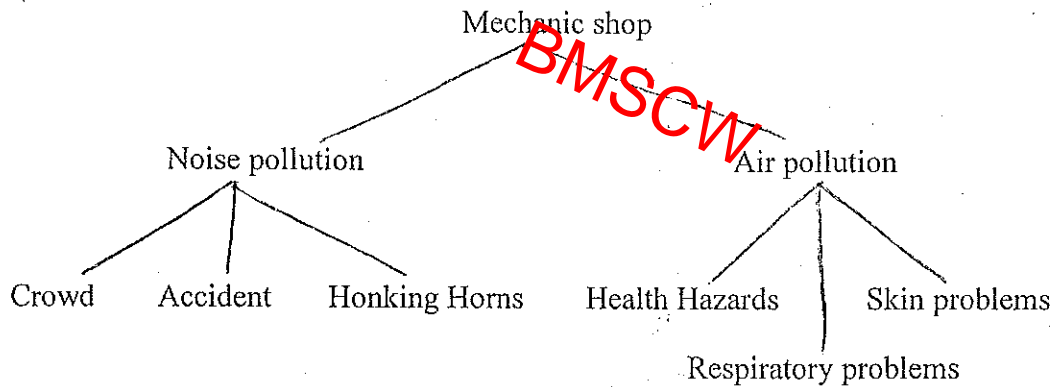 Mechanic shop
BMSCW
Noise pollution
Air pollution
Crowd
Accident
Honking Horns
Health Hazards
Skin problems
Respiratory problems